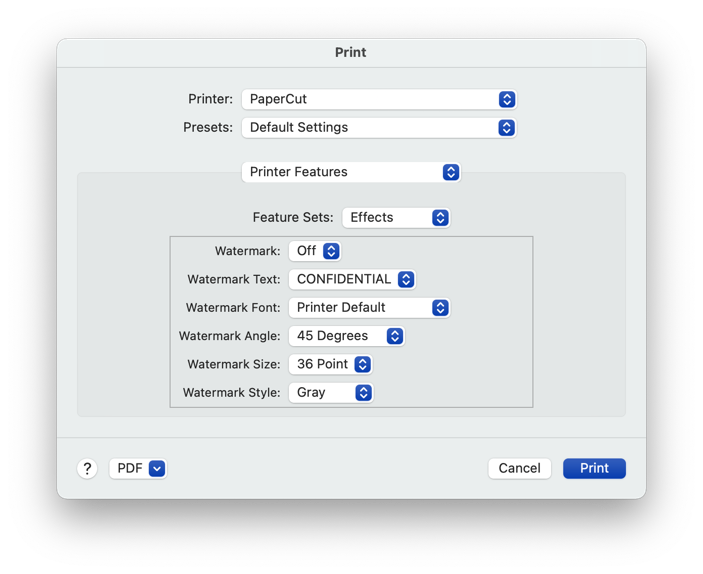 Print
Printer: PaperCut
Presets: Default Settings
Printer Features
Feature Sets: Effects
Watermark: Off
Watermark Text: CONFIDENTIAL
Watermark Font: Printer Default
Watermark Angle: 45 Degrees
Watermark Size: 36 Point
Watermark Style: Gray
? PDF Cancel Print